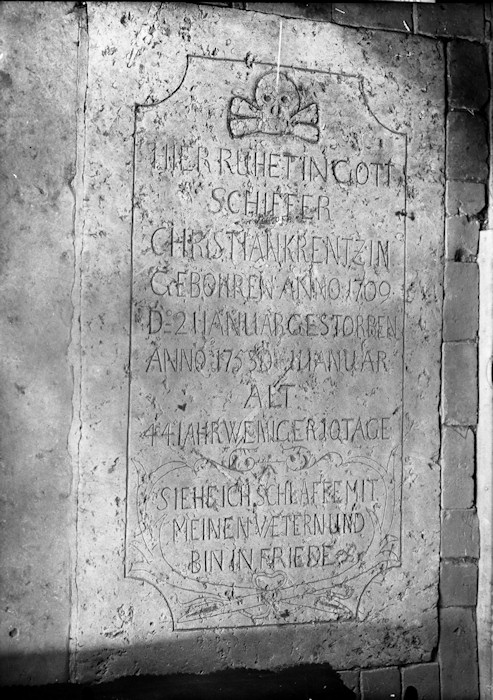 HIER RUHET IN GOTT
SCHIFFER
CHRISTIAN KRENTZIN
GEBOHREN ANNO 1709
D = 21 IANUAR GESTORBEN
ANNO 1753 D 11 IANUAR
ALT
44 IAHR WENIGER 10 TAGE
SIEHE ICH SCHLAFFE MIT
MEINEN VETERN UND
BIN IN FRIEDE